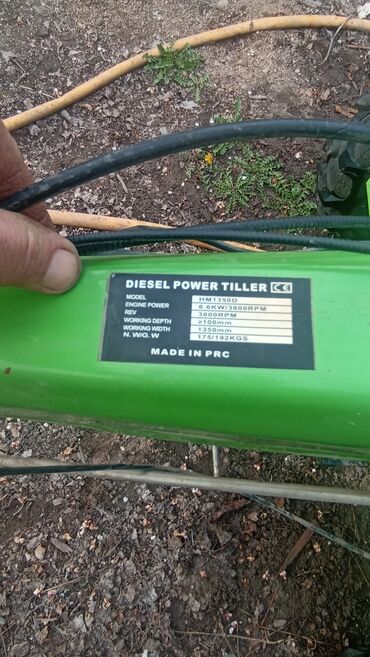 DIESEL POWER TILLER CE
MODEL HM1350D
ENGINE POWER 6.6KW/3600RPM
REV 3600RPM
WORKING DEPTH ≥100mm
WORKING WIDTH 1350mm
N. W/G. W 175/192KGS
MADE IN PRC